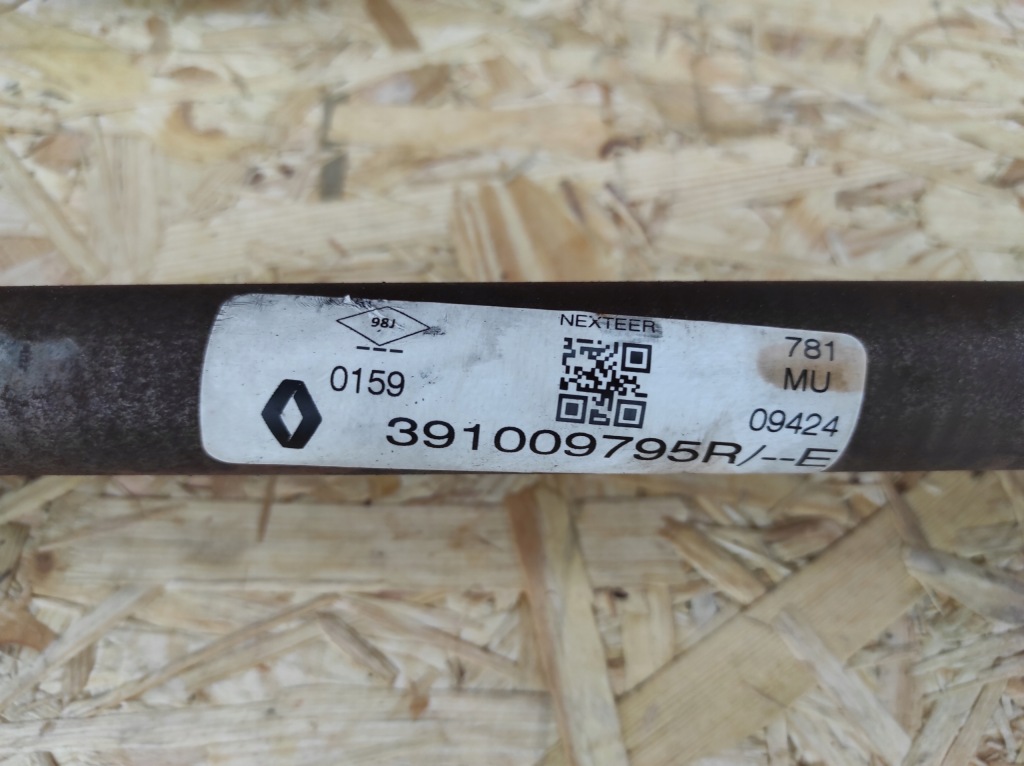 98J
---
0159
NEXTEER
781
MU
09424
391009795R/--E